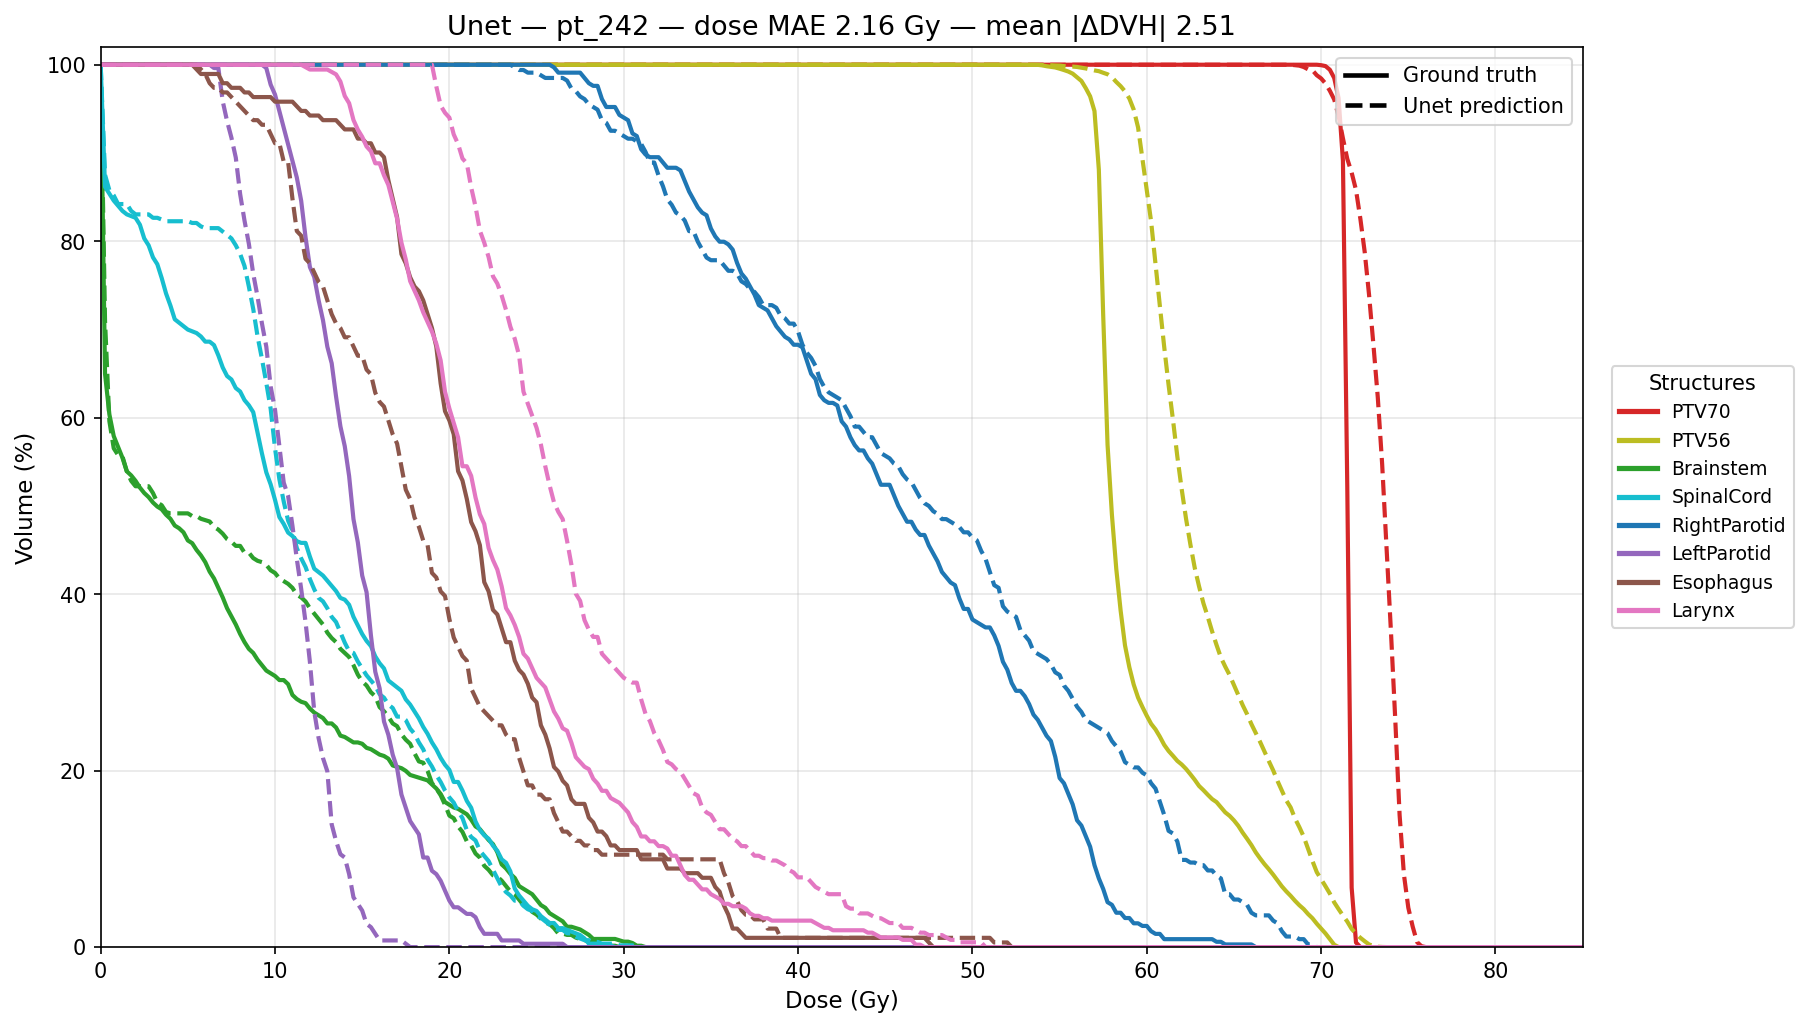 Unet — pt_242 — dose MAE 2.16 Gy — mean |ΔDVH| 2.51
Ground truth
Unet prediction
100
80
60
40
20
0
Volume (%)
0 10 20 30 40 50 60 70 80
Dose (Gy)
Structures
PTV70
PTV56
Brainstem
SpinalCord
RightParotid
LeftParotid
Esophagus
Larynx